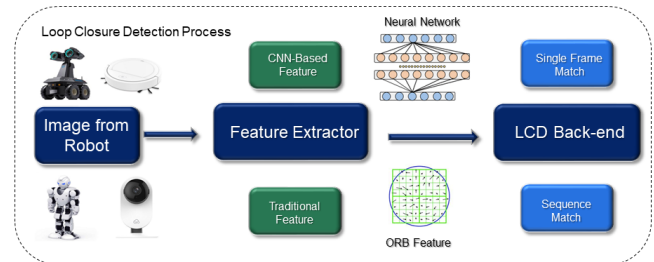 Loop Closure Detection Process
Neural Network
CNN-Based
Feature
Single Frame
Match
Image from
Robot
Feature Extractor
LCD Back-end
Traditional
Feature
Sequence
Match
ORB Feature